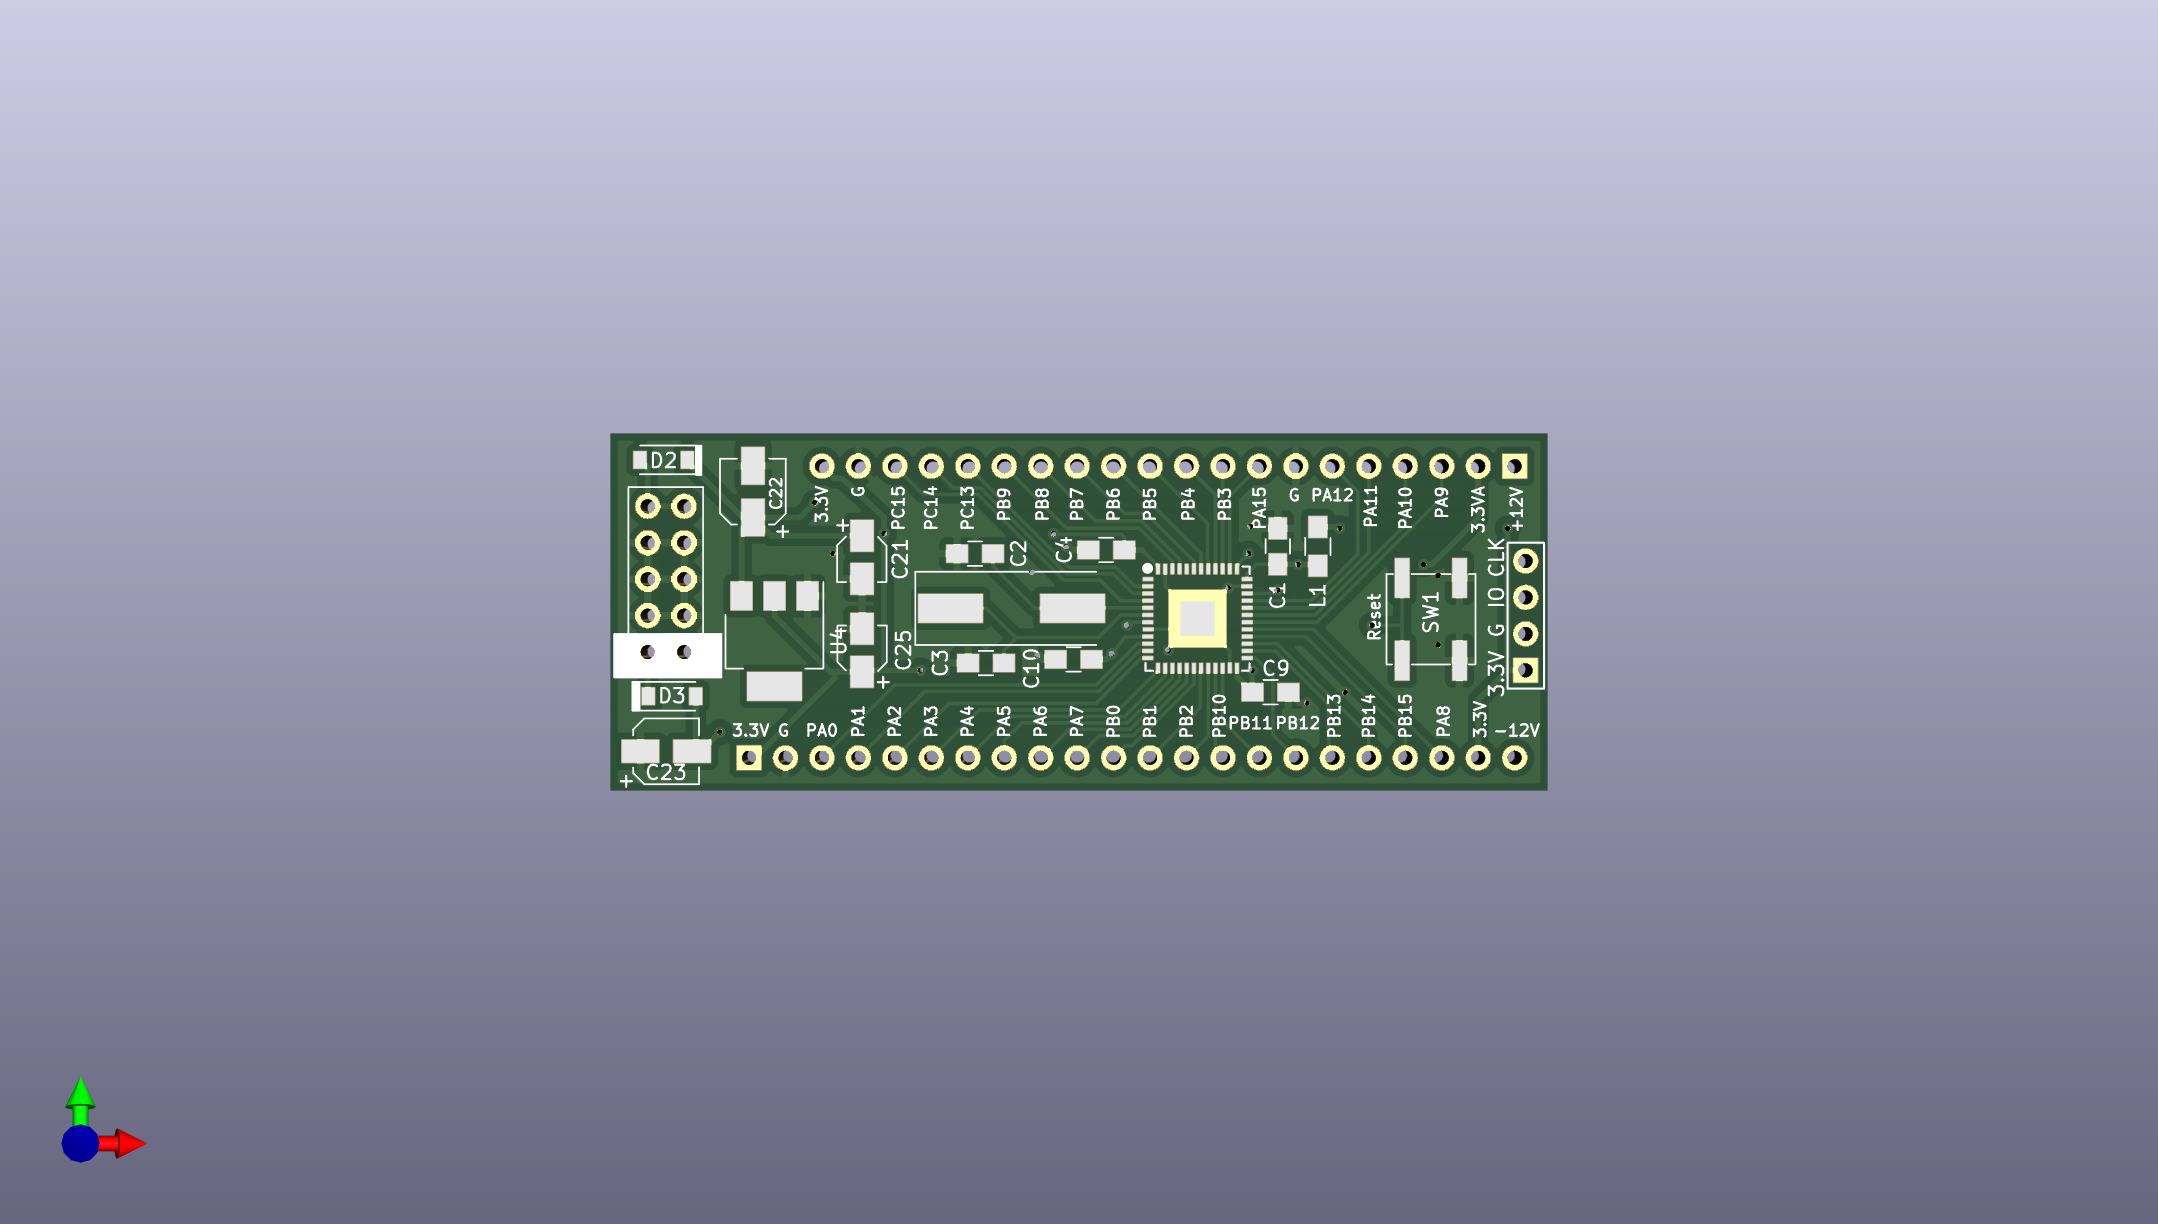 D2
C22
+
3.3V
G
PC15
PC14
PC13
PB9
PB8
PB7
PB6
PB5
PB4
PB3
PA15
G
PA12
PA11
PA10
PA9
3.3VA
+12V
+
C21
C2
C4
C1
L1
Reset
SW1
CLK
IO
G
3.3V
U4
C25
+
C3
C10
C9
D3
C23
+
3.3V
G
PA0
PA1
PA2
PA3
PA4
PA5
PA6
PA7
PB0
PB1
PB2
PB10
PB11
PB12
PB13
PB14
PB15
PA8
3.3V
-12V